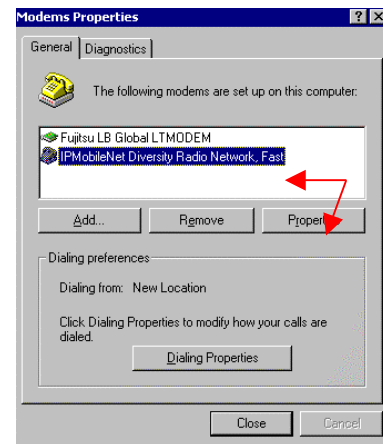 Modems Properties
General Diagnostics
The following modems are set up on this computer:
Fujitsu LB Global LTMODEM
IPMobileNet Diversity Radio Network, Fast
Add... Remove
Dialing preferences
Dialing from: New Location
Click Dialing Properties to modify how your calls are
dialed.
Dialing Properties
Close Cancel